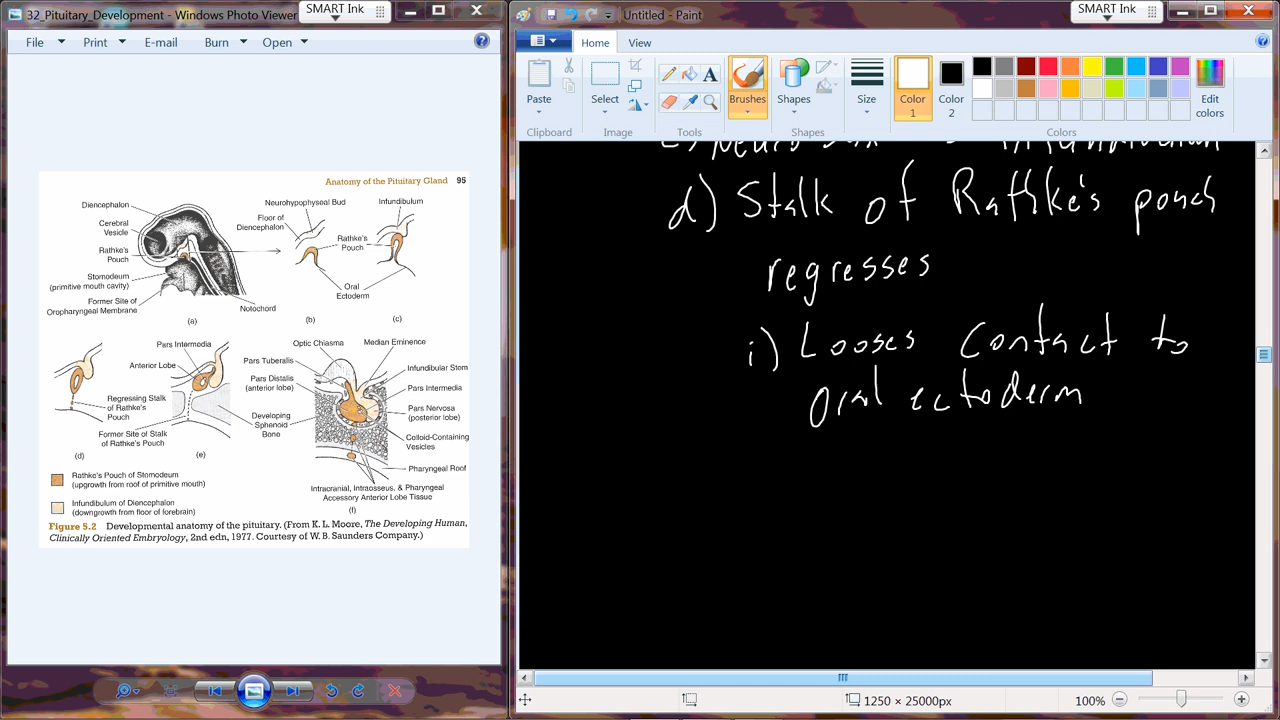 32_Pituitary_Development - Windows Photo Viewer
SMART Ink
File Print E-mail Burn Open
Anatomy of the Pituitary Gland 95
Diencephalon
Cerebral
Vesicle
Rathke's
Pouch
Stomodeum
(primitive mouth cavity)
Former Site of
Oropharyngeal Membrane
Notochord
(a)
Neurohypophyseal Bud
Floor of
Diencephalon
Infundibulum
Rathke's
Pouch
Oral
Ectoderm
(b)
(c)
Pars Intermedia
Anterior Lobe
Regressing Stalk
of Rathke's
Pouch
Former Site of Stalk
of Rathke's Pouch
(d)
(e)
Optic Chiasma
Median Eminence
Pars Tuberalis
Pars Distalis
(anterior lobe)
Developing
Sphenoid
Bone
Infundibular Stem
Pars Intermedia
Pars Nervosa
(posterior lobe)
Colloid-Containing
Vesicles
Pharyngeal Roof
Intracranial, Intraosseus, & Pharyngeal
Accessory Anterior Lobe Tissue
(f)
Rathke's Pouch of Stomodeum
(upgrowth from roof of primitive mouth)
Infundibulum of Diencephalon
(downgrowth from floor of forebrain)
Figure 5.2 Developmental anatomy of the pituitary. (From K. L. Moore, The Developing Human,
Clinically Oriented Embryology, 2nd edn, 1977. Courtesy of W. B. Saunders Company.)
Untitled - Paint
SMART Ink
Home View
Paste
Select
Brushes
Shapes
Size
Color
1
Color
2
Edit
colors
Clipboard
Image
Tools
Shapes
Colors
d) Stalk of Rathke's pouch
regresses
i) Looses contact to
oral ectoderm
1250 × 25000px
100%